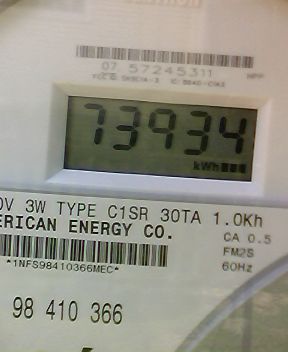 07 57245311
73934
kWh
0V 3W TYPE C1SR 30TA 1.0Kh
ERICAN ENERGY CO.
CA 0.5
FM2S
60Hz
*1NFS98410366MEC*
98 410 366